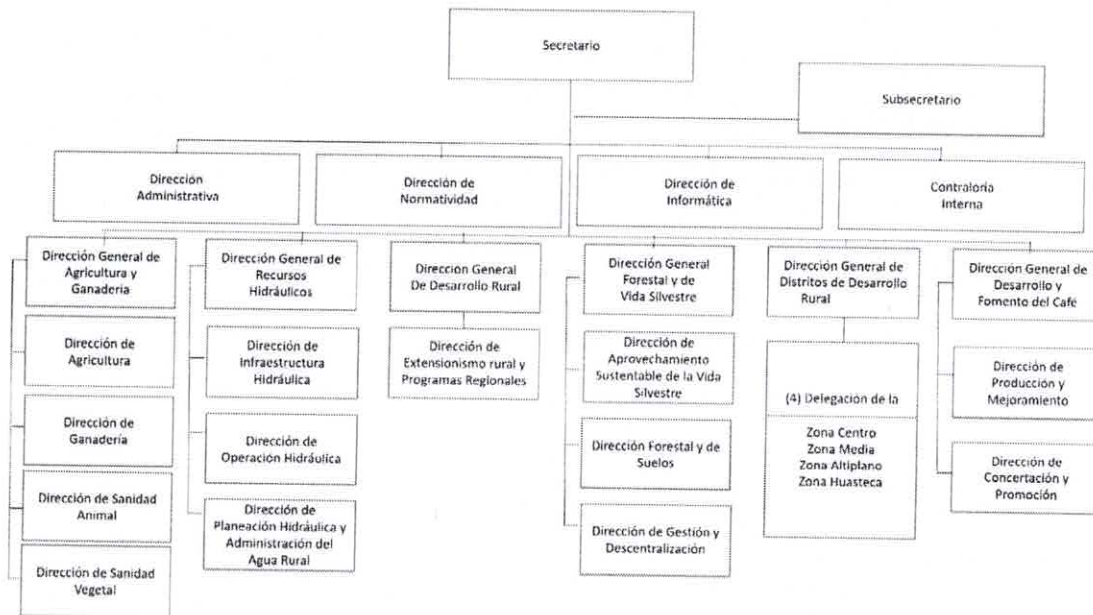 Secretario
Subsecretario
Dirección
Administrativa
Dirección de
Normatividad
Dirección de
Informática
Contraloría
Interna
Dirección General de
Agricultura y
Ganadería
Dirección de
Agricultura
Dirección de
Ganadería
Dirección de Sanidad
Animal
Dirección de Sanidad
Vegetal
Dirección General de
Recursos
Hidráulicos
Dirección de
Infraestructura
Hidráulica
Dirección de
Operación Hidráulica
Dirección de
Planeación Hidráulica y
Administración del
Agua Rural
Dirección General
De Desarrollo Rural
Dirección de
Extensionismo rural y
Programas Regionales
Dirección General
Forestal y de
Vida Silvestre
Dirección de
Aprovechamiento
Sustentable de la Vida
Silvestre
Dirección Forestal y de
Suelos
Dirección de Gestión y
Descentralización
Dirección General de
Distritos de Desarrollo
Rural
(4) Delegación de la
Zona Centro
Zona Media
Zona Altiplano
Zona Huasteca
Dirección General de
Desarrollo y
Fomento del Café
Dirección de
Producción y
Mejoramiento
Dirección de
Concertación y
Promoción